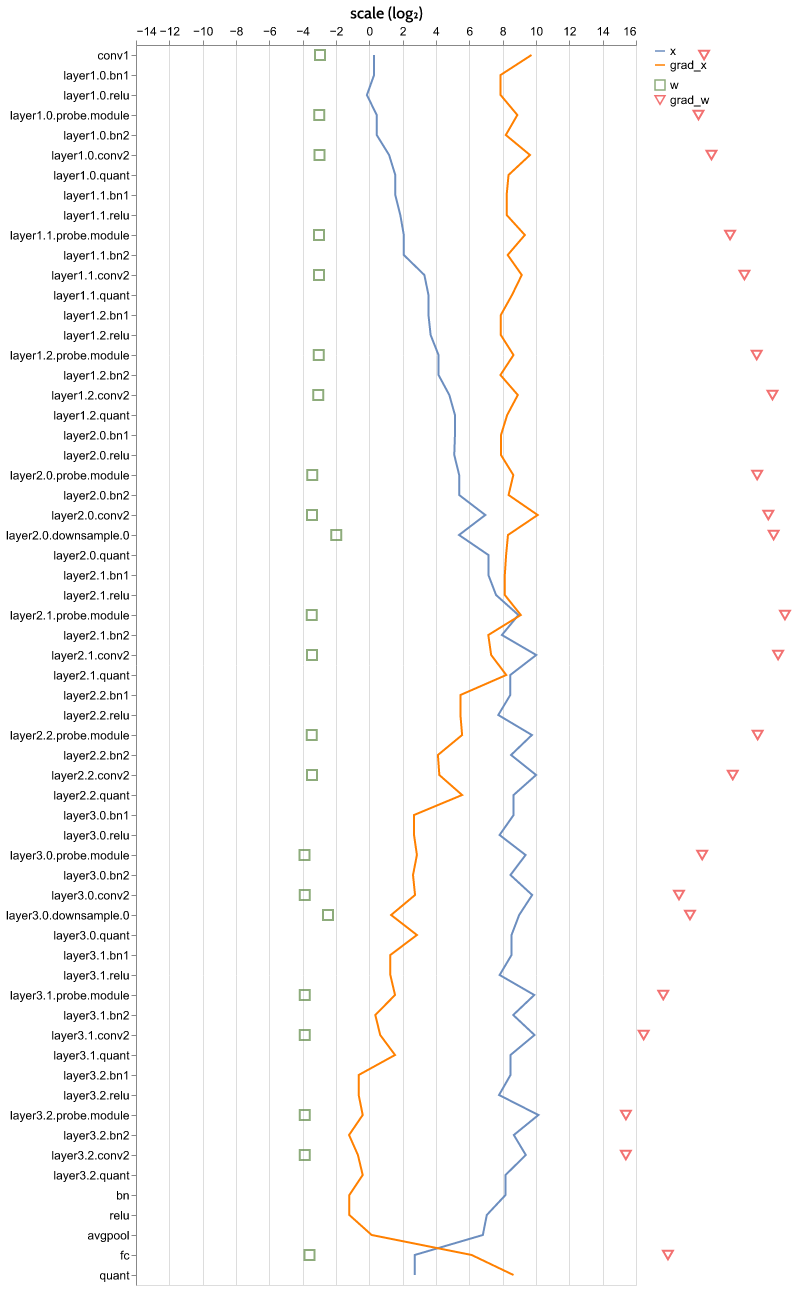 scale (log₂)
−14 −12 −10 −8 −6 −4 −2 0 2 4 6 8 10 12 14 16
conv1
layer1.0.bn1
layer1.0.relu
layer1.0.probe.module
layer1.0.bn2
layer1.0.conv2
layer1.0.quant
layer1.1.bn1
layer1.1.relu
layer1.1.probe.module
layer1.1.bn2
layer1.1.conv2
layer1.1.quant
layer1.2.bn1
layer1.2.relu
layer1.2.probe.module
layer1.2.bn2
layer1.2.conv2
layer1.2.quant
layer2.0.bn1
layer2.0.relu
layer2.0.probe.module
layer2.0.bn2
layer2.0.conv2
layer2.0.downsample.0
layer2.0.quant
layer2.1.bn1
layer2.1.relu
layer2.1.probe.module
layer2.1.bn2
layer2.1.conv2
layer2.1.quant
layer2.2.bn1
layer2.2.relu
layer2.2.probe.module
layer2.2.bn2
layer2.2.conv2
layer2.2.quant
layer3.0.bn1
layer3.0.relu
layer3.0.probe.module
layer3.0.bn2
layer3.0.conv2
layer3.0.downsample.0
layer3.0.quant
layer3.1.bn1
layer3.1.relu
layer3.1.probe.module
layer3.1.bn2
layer3.1.conv2
layer3.1.quant
layer3.2.bn1
layer3.2.relu
layer3.2.probe.module
layer3.2.bn2
layer3.2.conv2
layer3.2.quant
bn
relu
avgpool
fc
quant
x
grad_x
w
grad_w